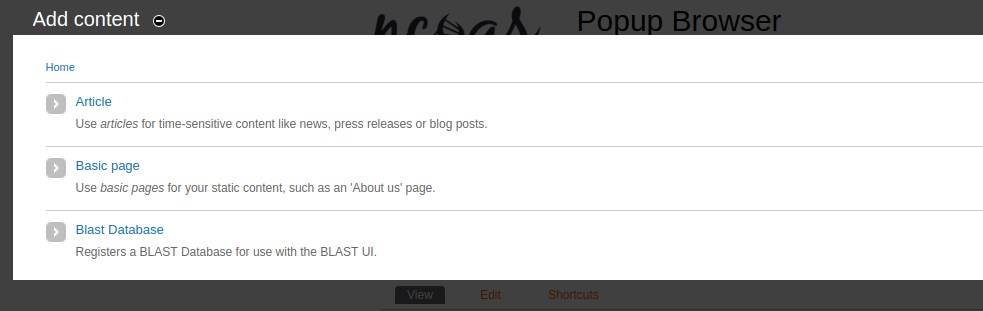 Add content
Popup Browser
Home
Article
Use articles for time-sensitive content like news, press releases or blog posts.
Basic page
Use basic pages for your static content, such as an 'About us' page.
Blast Database
Registers a BLAST Database for use with the BLAST UI.
View Edit Shortcuts